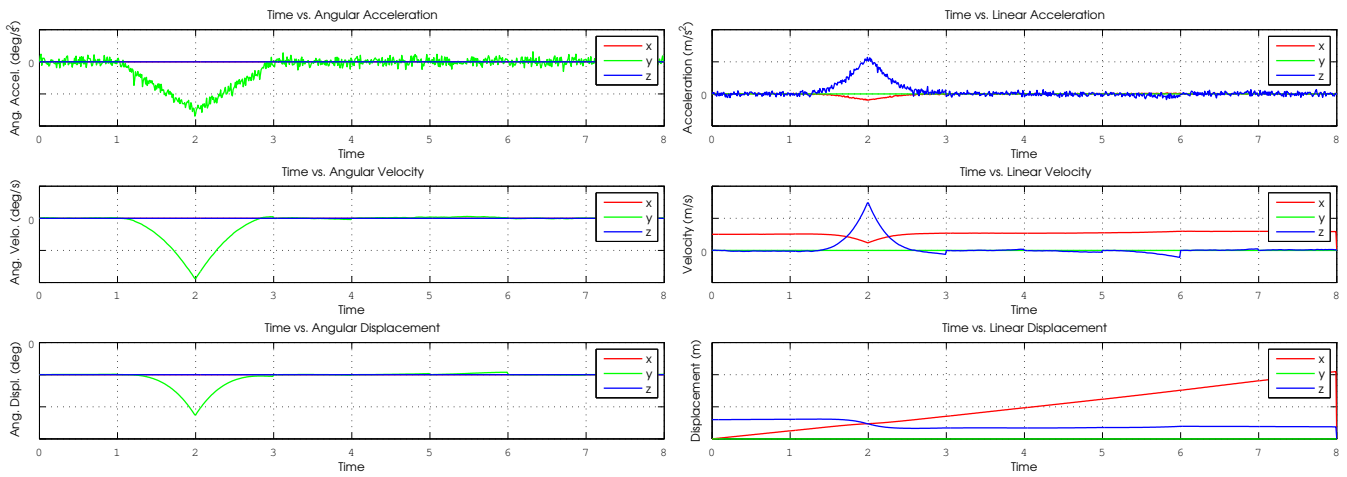 Time vs. Angular Acceleration
Ang. Accel. (deg/s²)
0
x
y
z
0 1 2 3 4 5 6 7 8
Time
Time vs. Linear Acceleration
Acceleration (m/s²)
0
x
y
z
0 1 2 3 4 5 6 7 8
Time
Time vs. Angular Velocity
Ang. Velo. (deg/s)
0
x
y
z
0 1 2 3 4 5 6 7 8
Time
Time vs. Linear Velocity
Velocity (m/s)
0
x
y
z
0 1 2 3 4 5 6 7 8
Time
Time vs. Angular Displacement
Ang. Displ. (deg)
0
x
y
z
0 1 2 3 4 5 6 7 8
Time
Time vs. Linear Displacement
Displacement (m)
x
y
z
0 1 2 3 4 5 6 7 8
Time